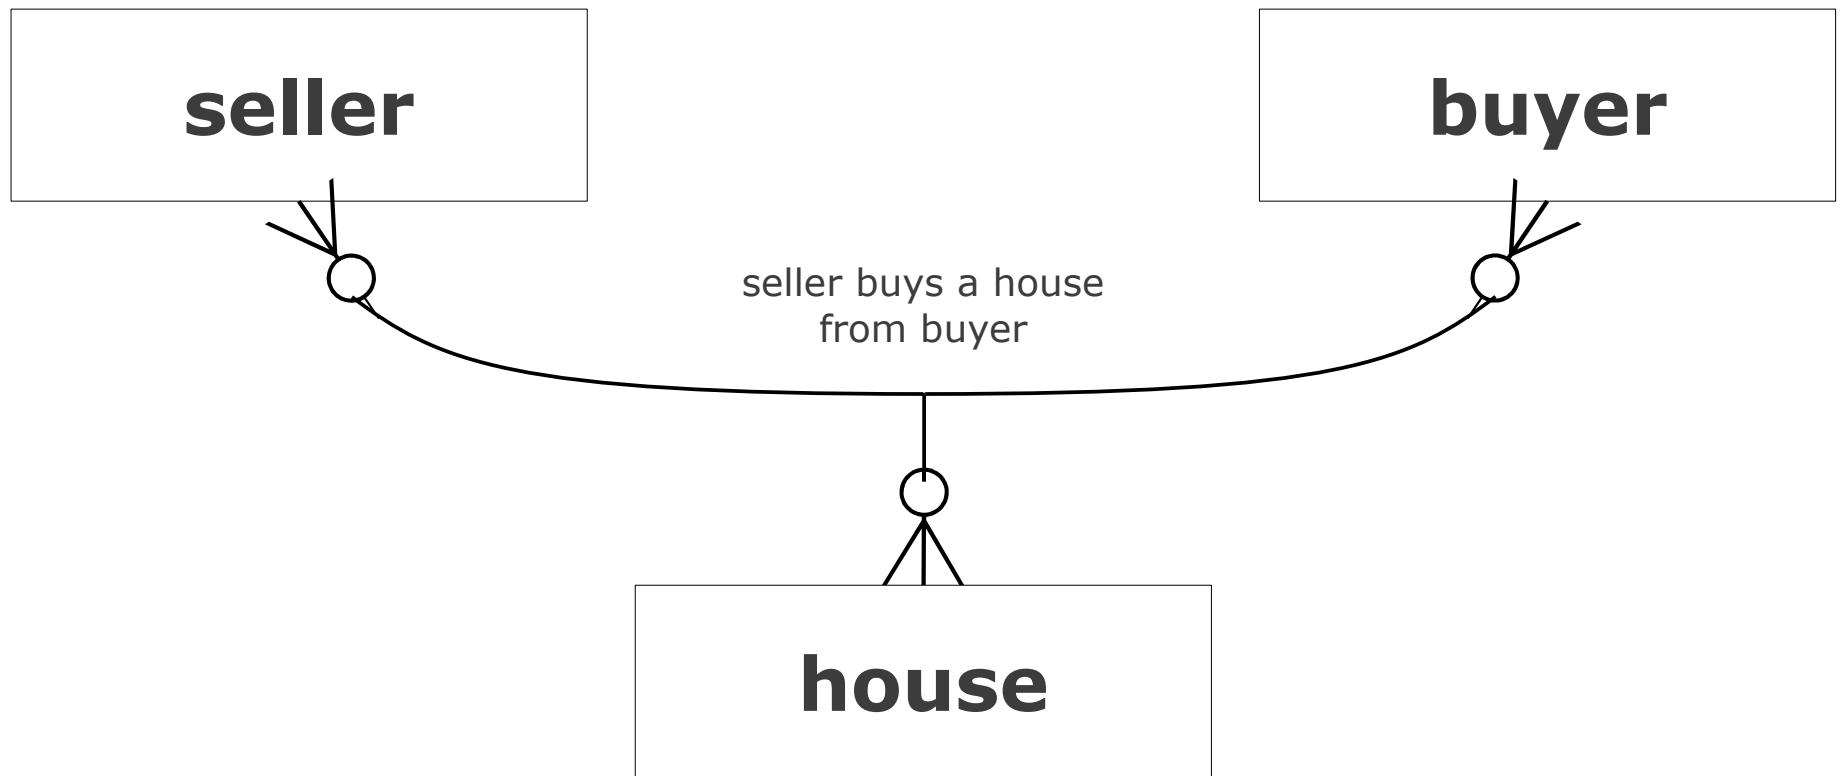 seller
buyer
seller buys a house
from buyer
house